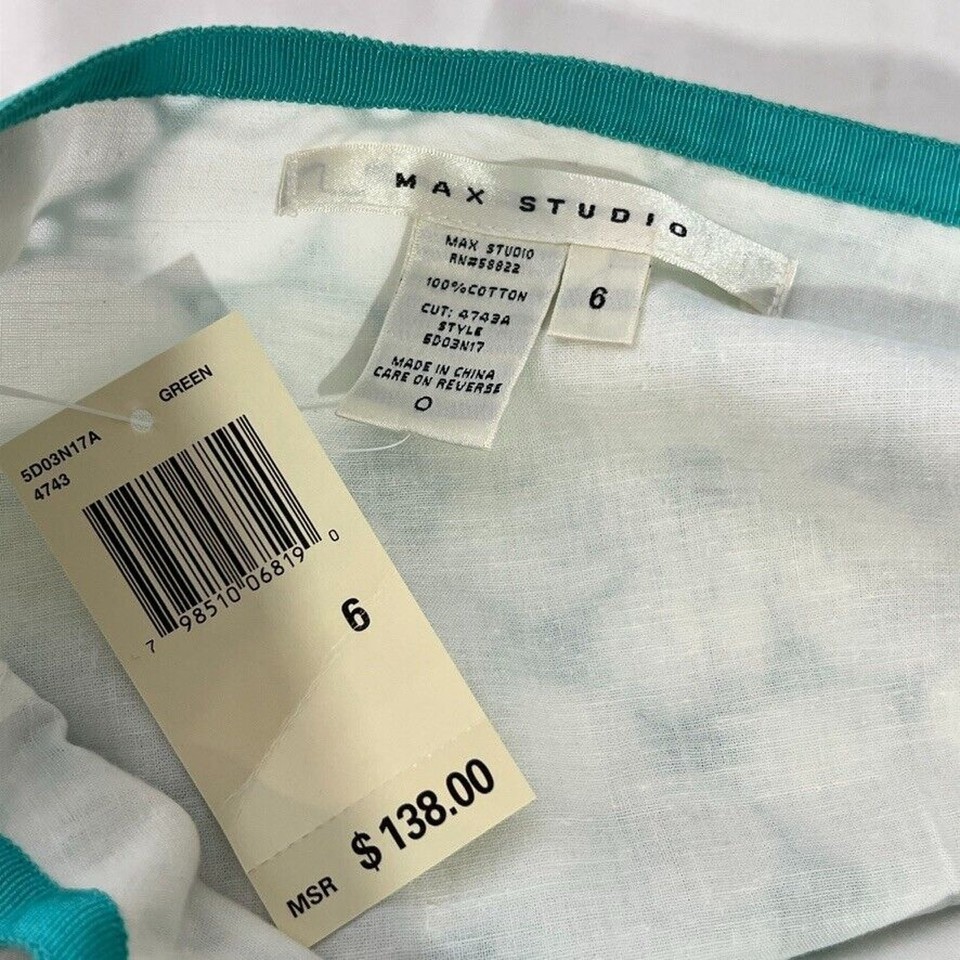 MAX STUDIO
MAX STUDIO
RN#58822
100%COTTON
CUT: 4743A
STYLE
5D03N17
MADE IN CHINA
CARE ON REVERSE
O
6
GREEN
5D03N17A
4743
7 98510 06819 0
6
$138.00
MSR